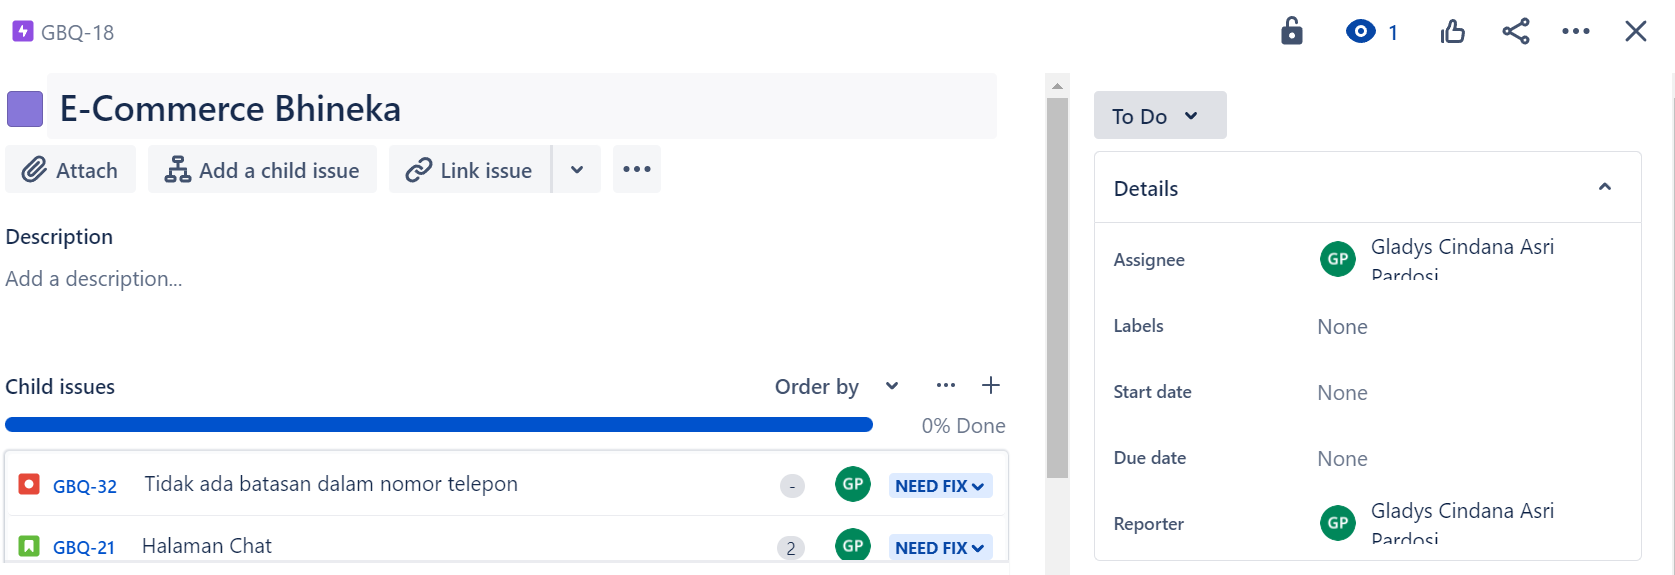 GBQ-18
1
E-Commerce Bhineka
Attach
Add a child issue
Link issue
Description
Add a description...
Child issues
Order by
0% Done
GBQ-32 Tidak ada batasan dalam nomor telepon - GP NEED FIX
GBQ-21 Halaman Chat 2 GP NEED FIX
To Do
Details
Assignee GP Gladys Cindana Asri
Pardosi
Labels None
Start date None
Due date None
Reporter GP Gladys Cindana Asri
Pardosi